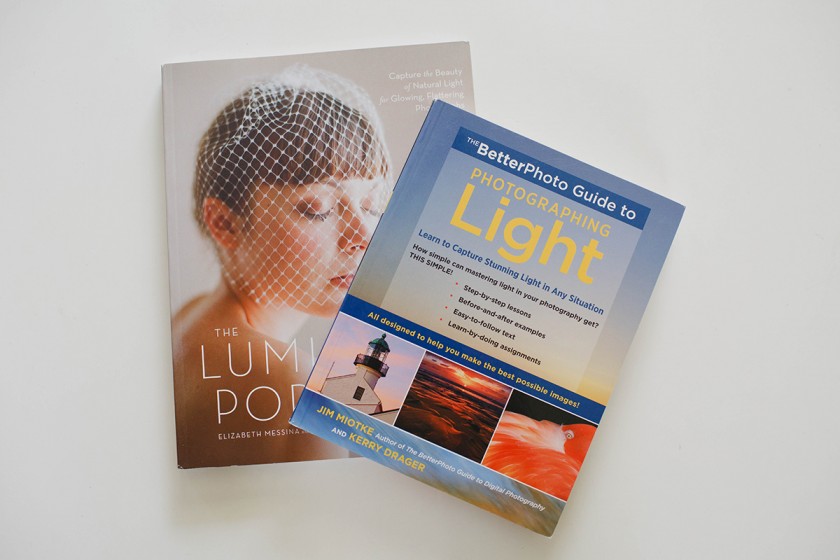 Capture the Beauty
of Natural Light
for Glowing, Flattering
THE
LUMI
POR
ELIZABETH MESSINA
THE BetterPhoto Guide to
PHOTOGRAPHING
Light
Learn to Capture Stunning Light in Any Situation
How simple can mastering light in your photography get?
THIS SIMPLE!
• Step-by-step lessons
• Before-and-after examples
• Easy-to-follow text
• Learn-by-doing assignments
All designed to help you make the best possible images!
JIM MIOTKE Author of The BetterPhoto Guide to Digital Photography
AND KERRY DRAGER